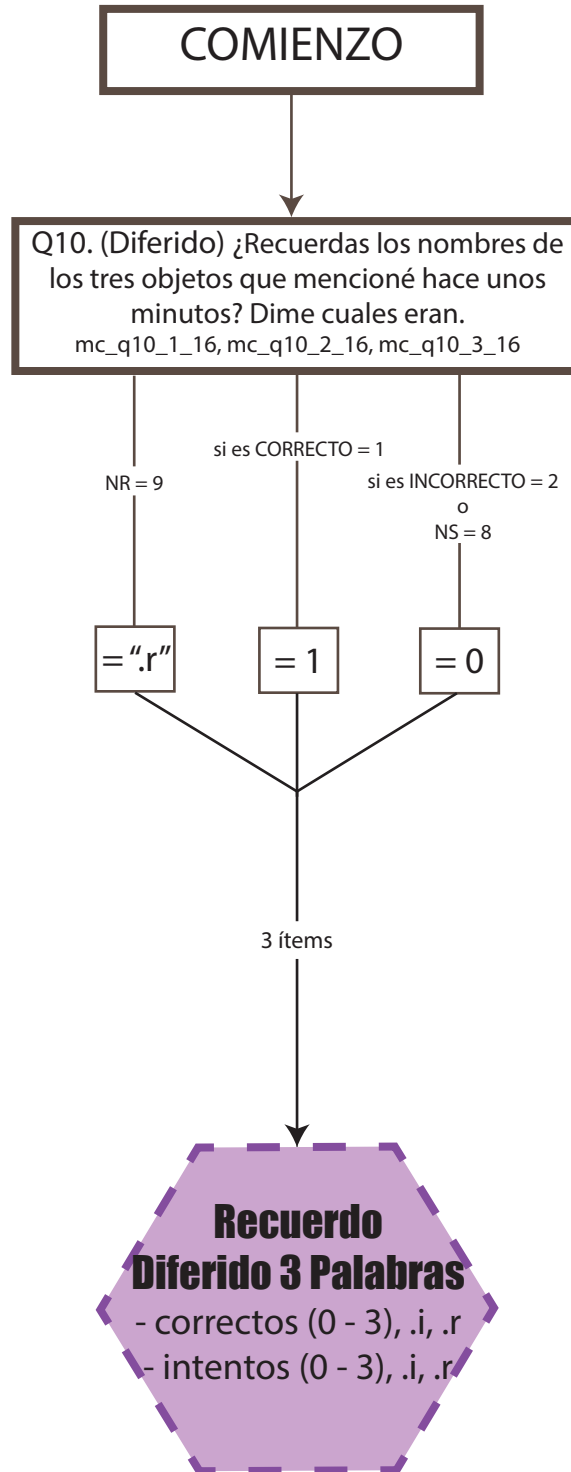 COMIENZO
Q10. (Diferido) ¿Recuerdas los nombres de
los tres objetos que mencioné hace unos
minutos? Dime cuales eran.
mc_q10_1_16, mc_q10_2_16, mc_q10_3_16
NR = 9
si es CORRECTO = 1
si es INCORRECTO = 2
o
NS = 8
= “.r”
= 1
= 0
3 ítems
Recuerdo
Diferido 3 Palabras
- correctos (0 - 3), .i, .r
- intentos (0 - 3), .i, .r